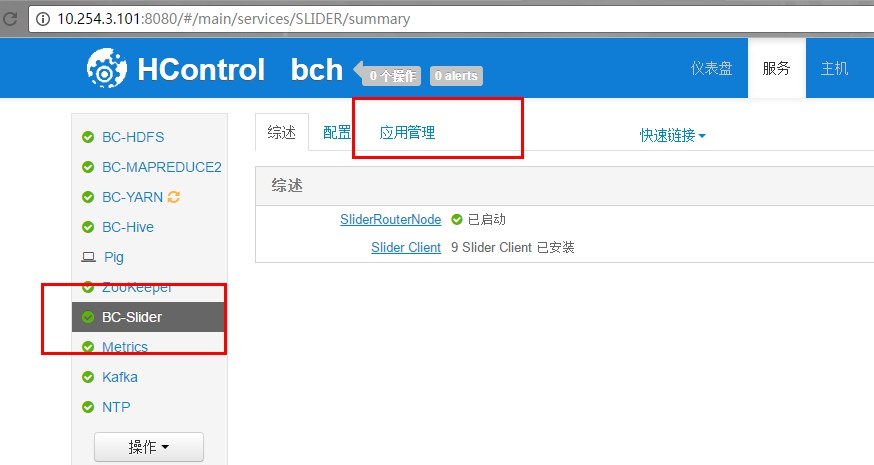 10.254.3.101:8080/#/main/services/SLIDER/summary
HControl bch 0 个操作 0 alerts 仪表盘 服务 主机
BC-HDFS
BC-MAPREDUCE2
BC-YARN
BC-Hive
Pig
ZooKeeper
BC-Slider
Metrics
Kafka
NTP
操作
综述 配置 应用管理 快速链接
综述
SliderRouterNode 已启动
Slider Client 9 Slider Client 已安装